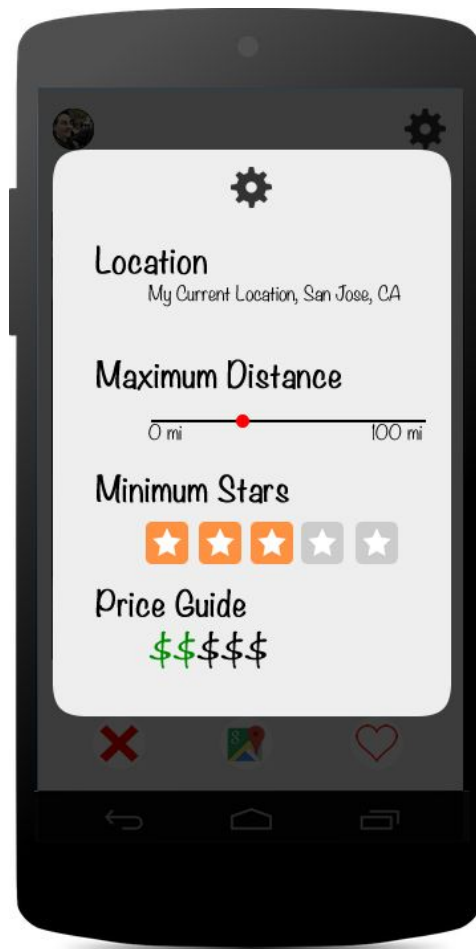 Location
My Current Location, San Jose, CA
Maximum Distance
0 mi 100 mi
Minimum Stars
Price Guide
$$$$$